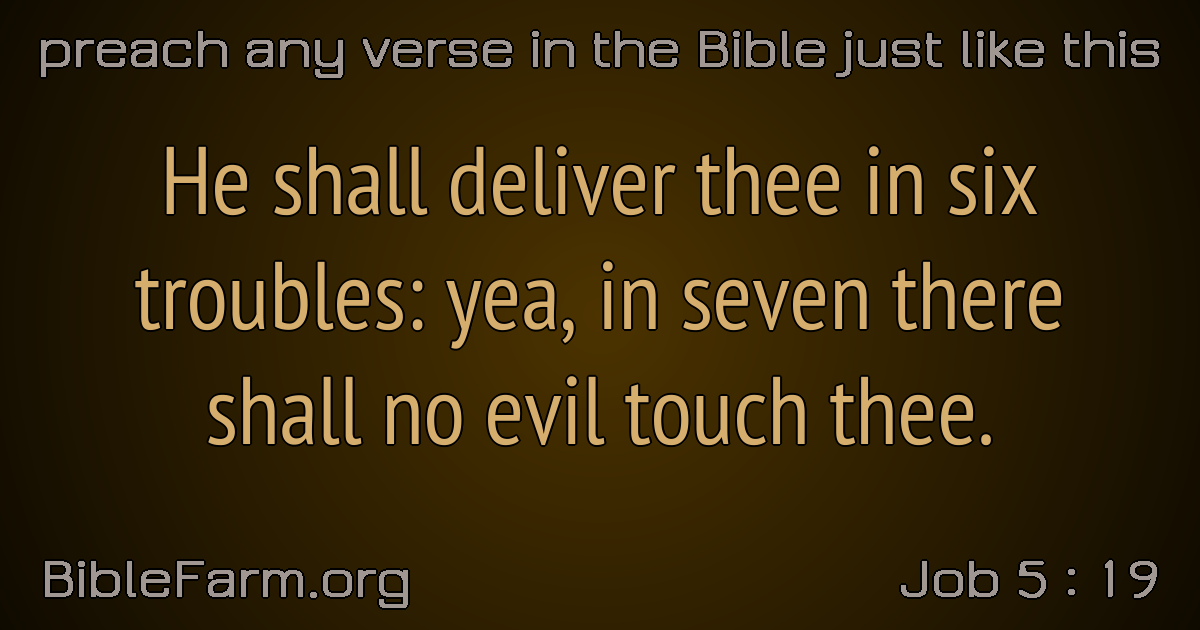 preach any verse in the Bible just like this
He shall deliver thee in six
troubles: yea, in seven there
shall no evil touch thee.
BibleFarm.org
Job 5 : 19